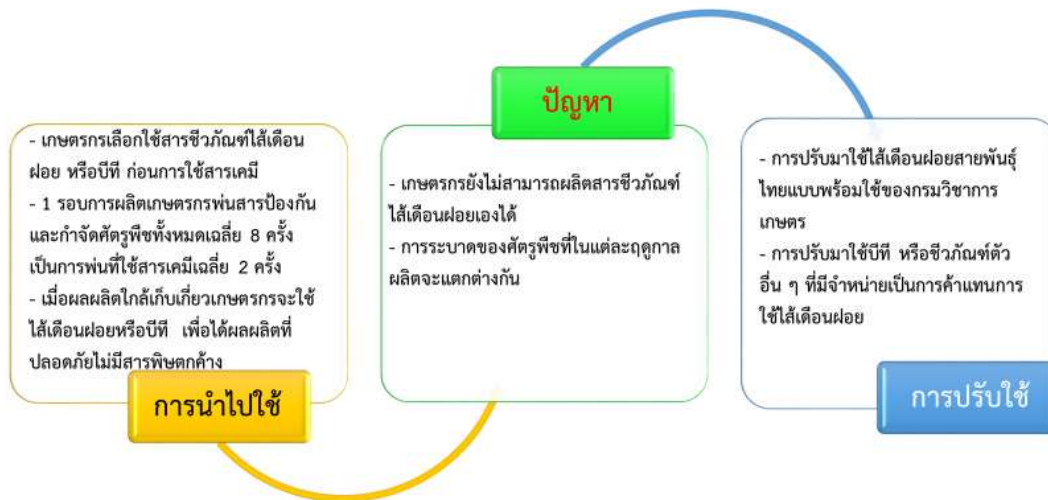 - เกษตรกรเลือกใช้สารชีวภัณฑ์ไส้เดือน
ฝอย หรือบีที ก่อนการใช้สารเคมี
- 1 รอบการผลิตเกษตรกรพ่นสารป้องกัน
และกำจัดศัตรูพืชทั้งหมดเฉลี่ย 8 ครั้ง
เป็นการพ่นที่ใช้สารเคมีเฉลี่ย 2 ครั้ง
- เมื่อผลผลิตใกล้เก็บเกี่ยวเกษตรกรจะใช้
ไส้เดือนฝอยหรือบีที เพื่อได้ผลผลิตที่
ปลอดภัยไม่มีสารพิษตกค้าง
การนำไปใช้
ปัญหา
- เกษตรกรยังไม่สามารถผลิตสารชีวภัณฑ์
ไส้เดือนฝอยเองได้
- การระบาดของศัตรูพืชที่ในแต่ละฤดูกาล
ผลิตจะแตกต่างกัน
- การปรับมาใช้ไส้เดือนฝอยสายพันธุ์
ไทยแบบพร้อมใช้ของกรมวิชาการ
เกษตร
- การปรับมาใช้บีที หรือชีวภัณฑ์ตัว
อื่น ๆ ที่มีจำหน่ายเป็นการค้าแทนการ
ใช้ไส้เดือนฝอย
การปรับใช้